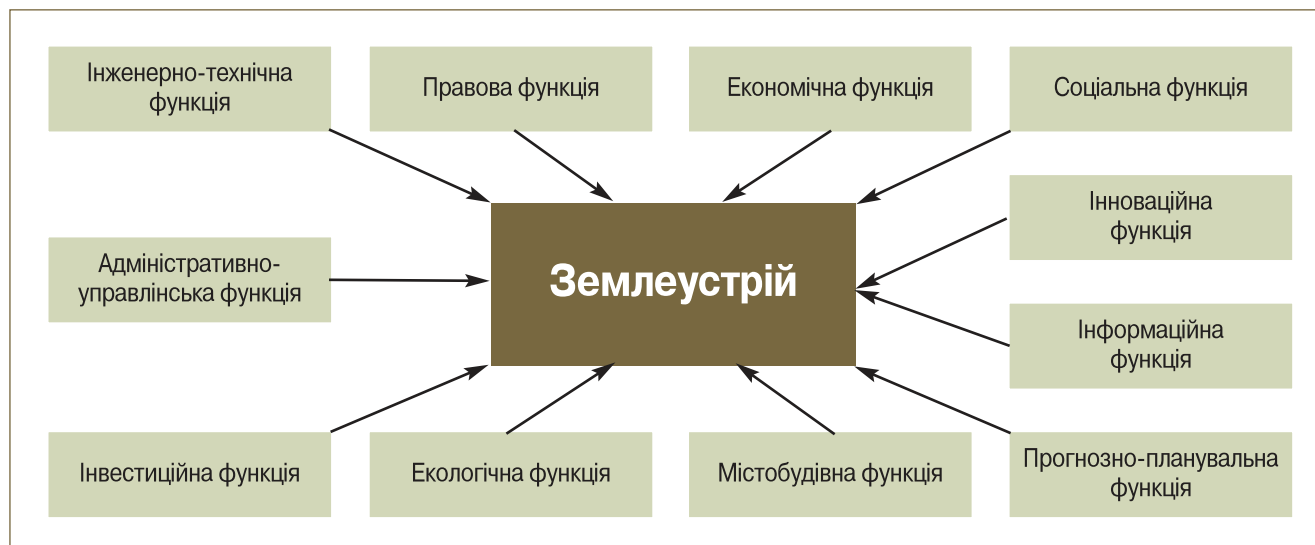 Інженерно-технічна
функція
Правова функція
Економічна функція
Соціальна функція
Інноваційна
функція
Адміністративно-
управлінська функція
Землеустрій
Інформаційна
функція
Інвестиційна функція
Екологічна функція
Містобудівна функція
Прогнозно-планувальна
функція